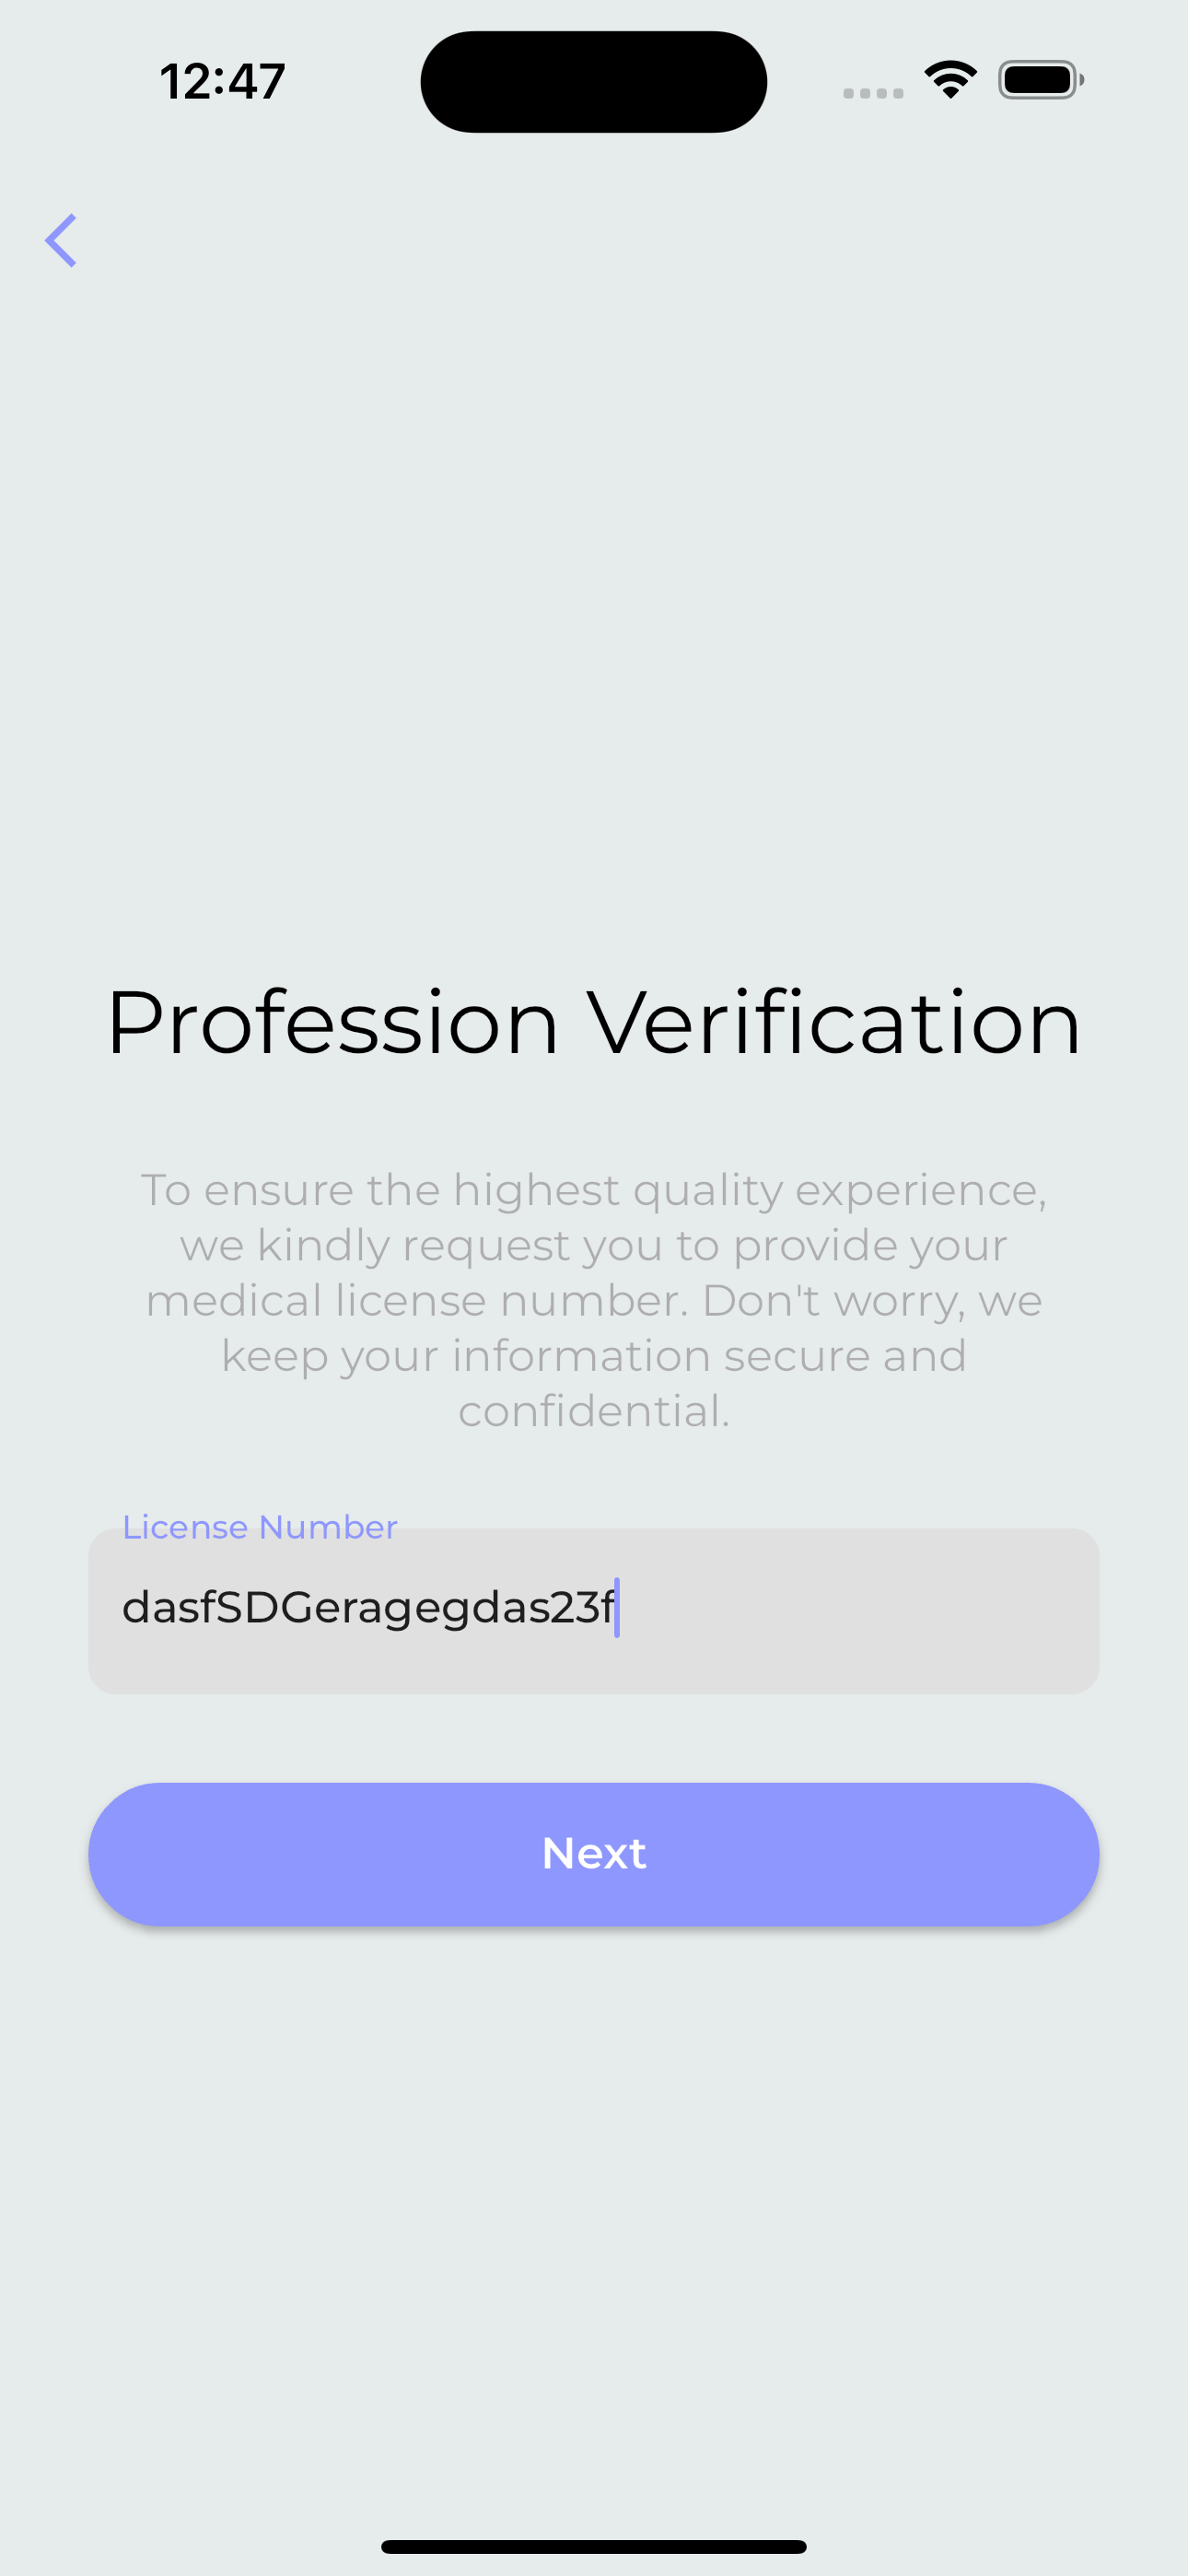 12:47
Profession Verification
To ensure the highest quality experience,
we kindly request you to provide your
medical license number. Don't worry, we
keep your information secure and
confidential.
License Number
dasfSDGeragegdas23f
Next